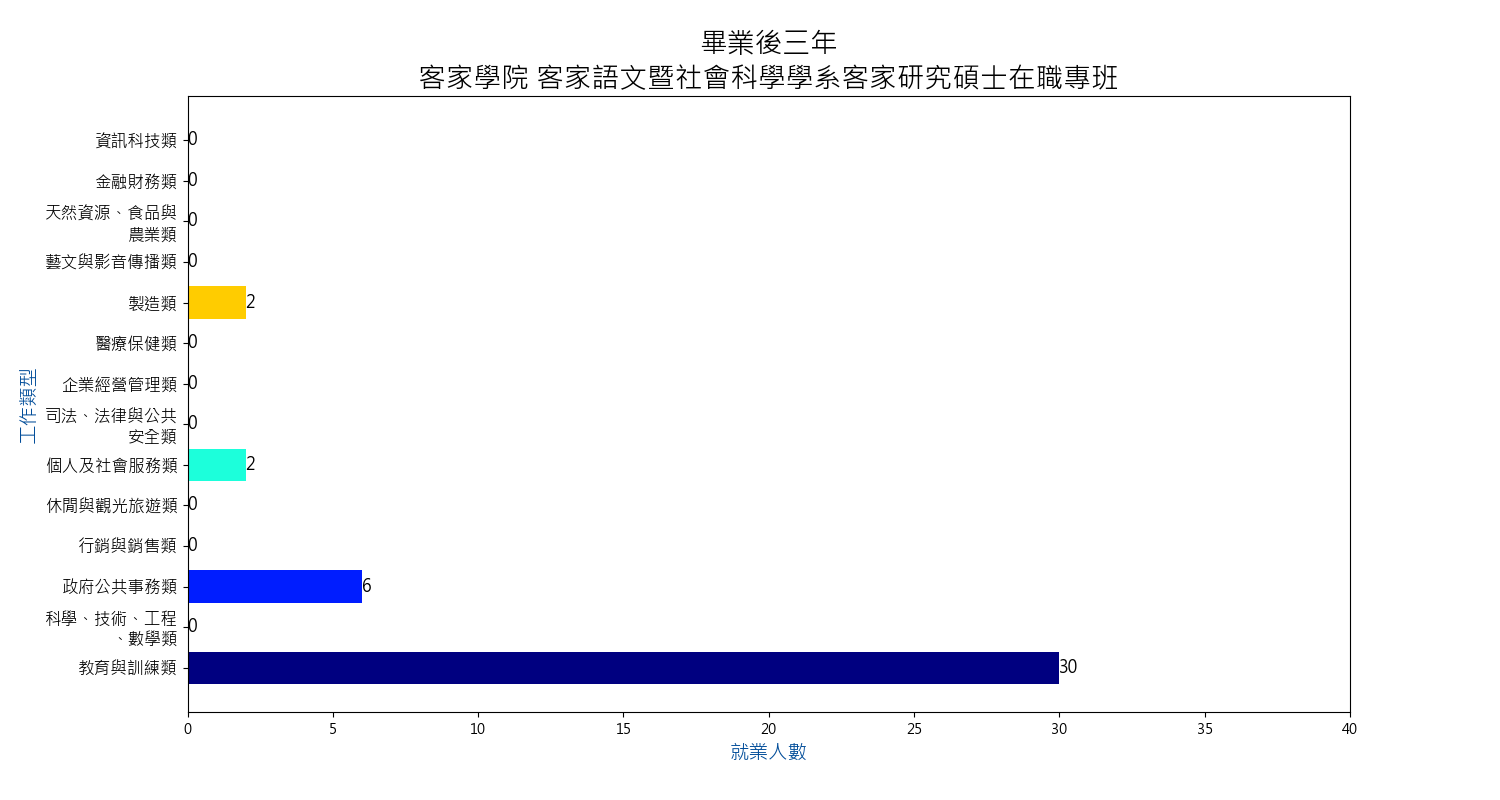 畢業後三年
客家學院 客家語文暨社會科學學系客家研究碩士在職專班
工作類型
資訊科技類
0
金融財務類
0
天然資源、食品與
農業類
0
藝文與影音傳播類
0
製造類
2
醫療保健類
0
企業經營管理類
0
司法、法律與公共
安全類
0
個人及社會服務類
2
休閒與觀光旅遊類
0
行銷與銷售類
0
政府公共事務類
6
科學、技術、工程
、數學類
0
教育與訓練類
30
0 5 10 15 20 25 30 35 40
就業人數